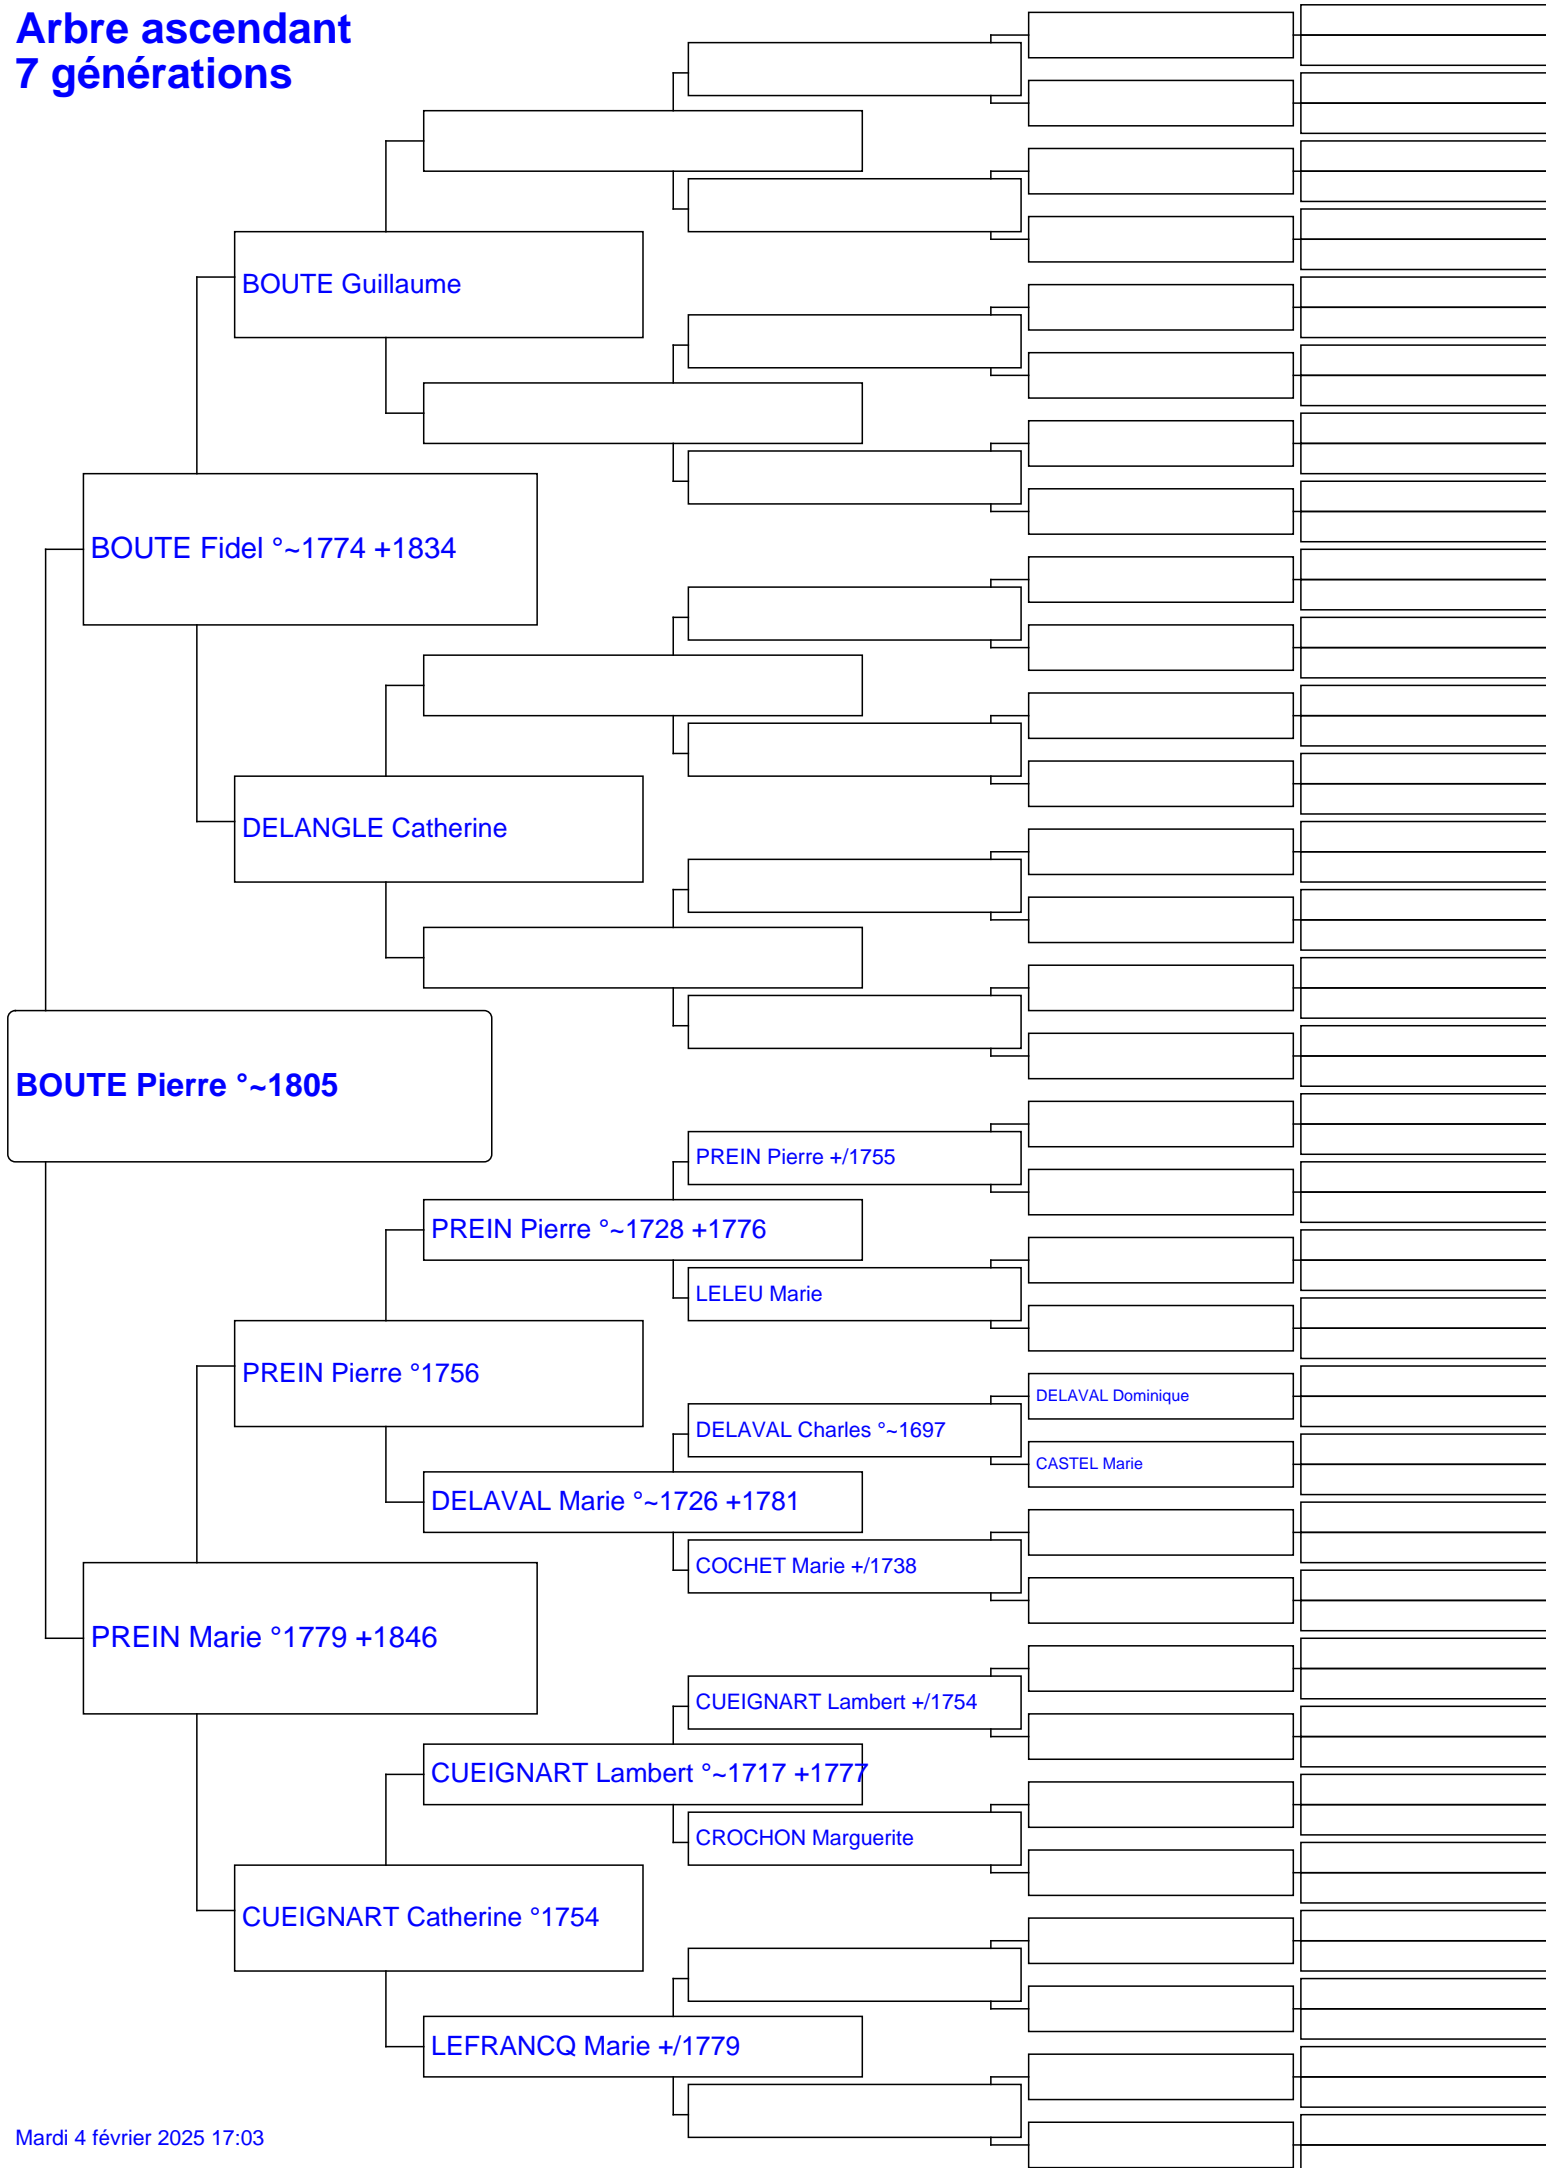 Arbre ascendant
7 générations
BOUTE Guillaume
BOUTE Fidel °~1774 +1834
DELANGLE Catherine
BOUTE Pierre °~1805
PREIN Pierre +/1755
PREIN Pierre °~1728 +1776
LELEU Marie
PREIN Pierre °1756
DELAVAL Dominique
DELAVAL Charles °~1697
CASTEL Marie
DELAVAL Marie °~1726 +1781
COCHET Marie +/1738
PREIN Marie °1779 +1846
CUEIGNART Lambert +/1754
CUEIGNART Lambert °~1717 +1777
CROCHON Marguerite
CUEIGNART Catherine °1754
LEFRANCQ Marie +/1779
Mardi 4 février 2025 17:03